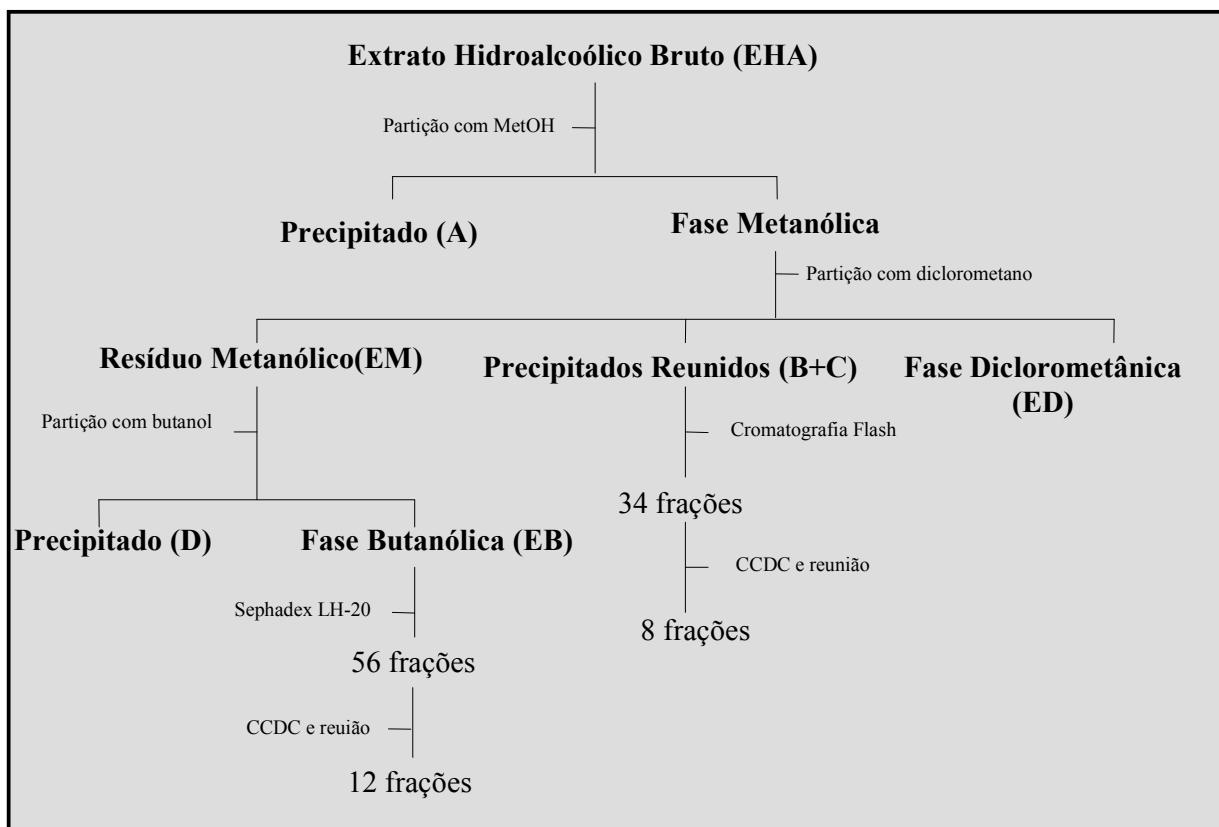 Extrato Hidroalcoólico Bruto (EHA)
Partição com MetOH
Precipitado (A)
Fase Metanólica
Partição com diclorometano
Resíduo Metanólico(EM)
Precipitados Reunidos (B+C)
Fase Diclorometânica
(ED)
Partição com butanol
Cromatografia Flash
34 frações
Precipitado (D)
Fase Butanólica (EB)
CCDC e reunião
Sephadex LH-20
8 frações
56 frações
CCDC e reuião
12 frações